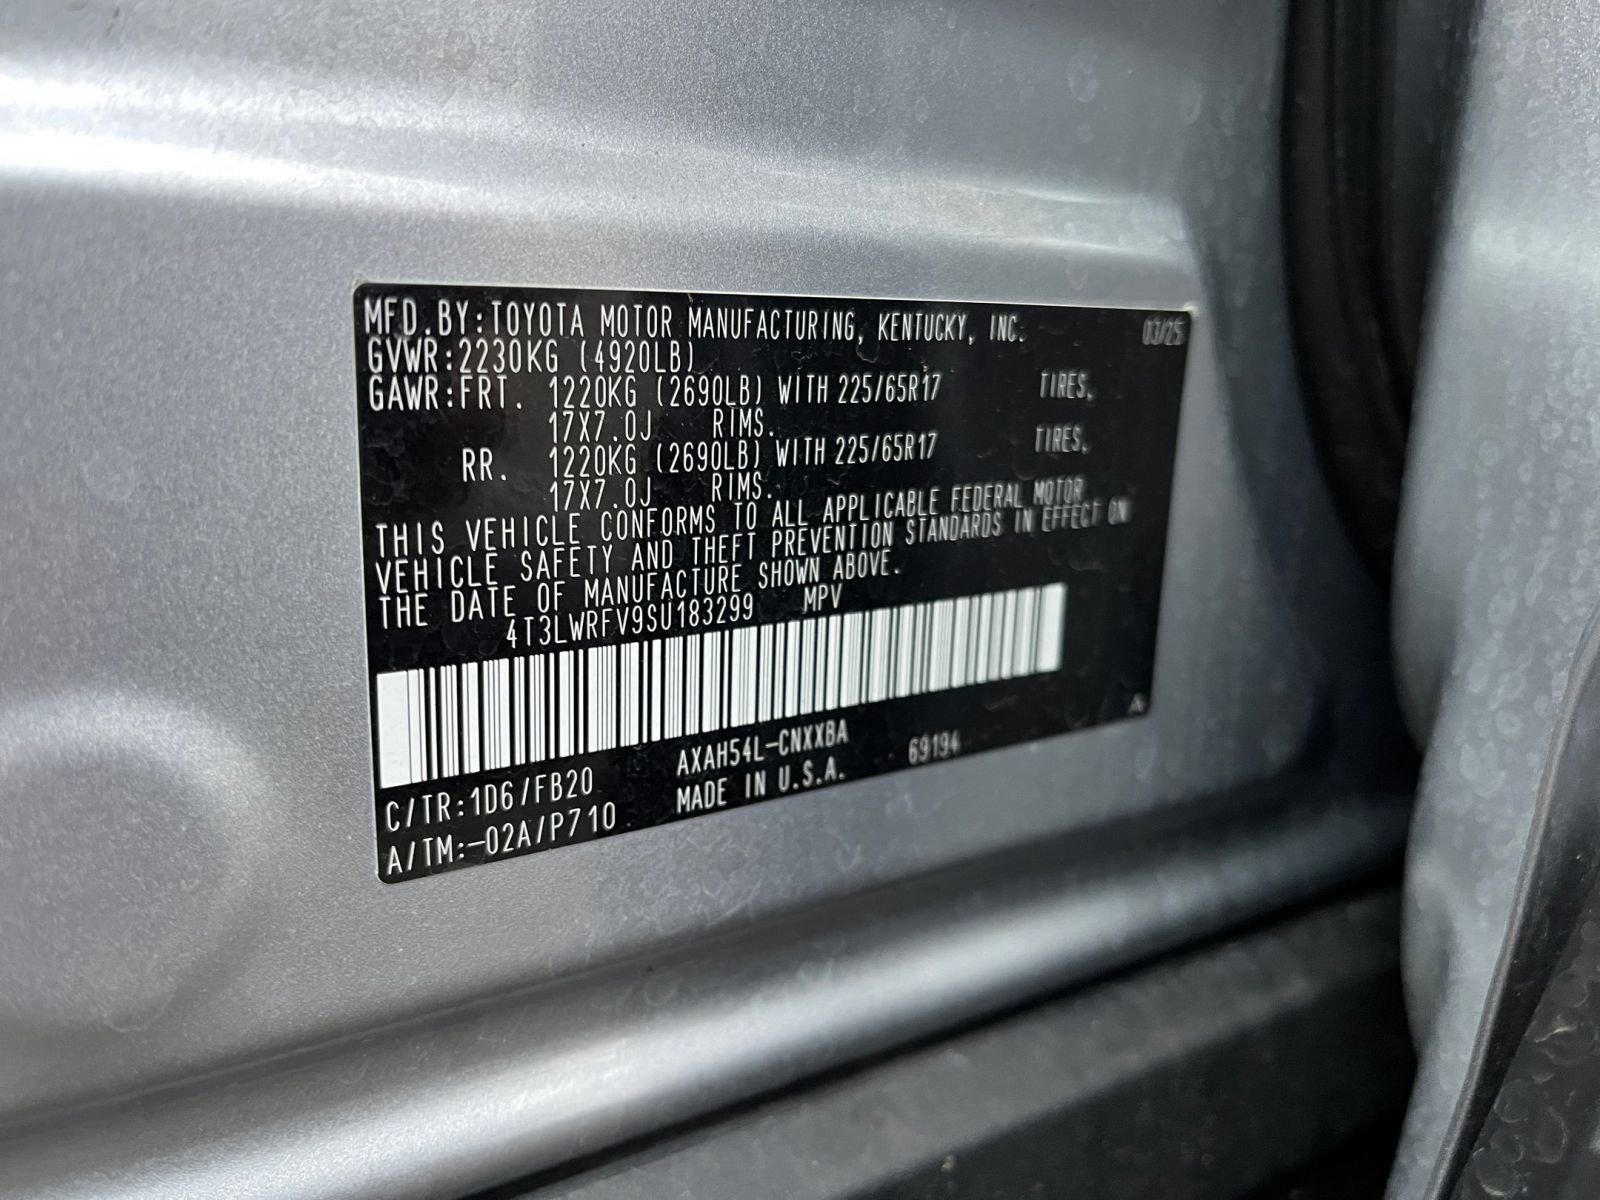 MFD.BY:TOYOTA MOTOR MANUFACTURING, KENTUCKY, INC. 03/25
GVWR:2230KG (4920LB)
GAWR:FRT. 1220KG (2690LB) WITH 225/65R17 TIRES,
17X7.0J RIMS.
RR. 1220KG (2690LB) WITH 225/65R17 TIRES,
17X7.0J RIMS.
THIS VEHICLE CONFORMS TO ALL APPLICABLE FEDERAL MOTOR
VEHICLE SAFETY AND THEFT PREVENTION STANDARDS IN EFFECT ON
THE DATE OF MANUFACTURE SHOWN ABOVE.
4T3LWRFV9SU183299 MPV
C/TR:1D6/FB20 AXAH54L-CNXXBA 69194
A/TM:-02A/P710 MADE IN U.S.A.